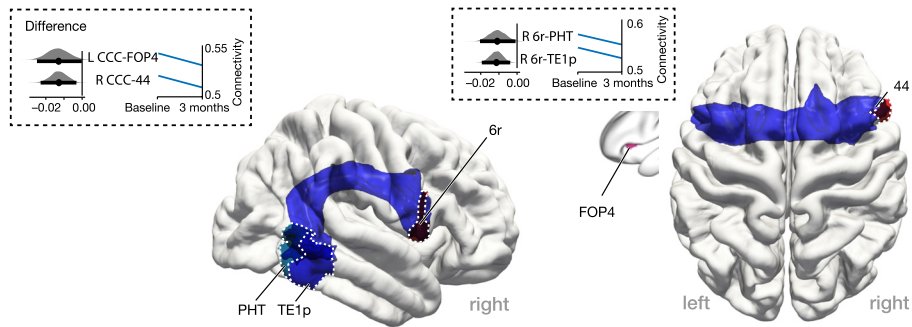 Difference
L CCC-FOP4
R CCC-44
−0.02 0.00
Baseline 3 months
0.55
0.5
Connectivity
R 6r-PHT
R 6r-TE1p
−0.02 0.00
Baseline 3 months
0.6
0.5
Connectivity
44
6r
FOP4
PHT TE1p
right
left right